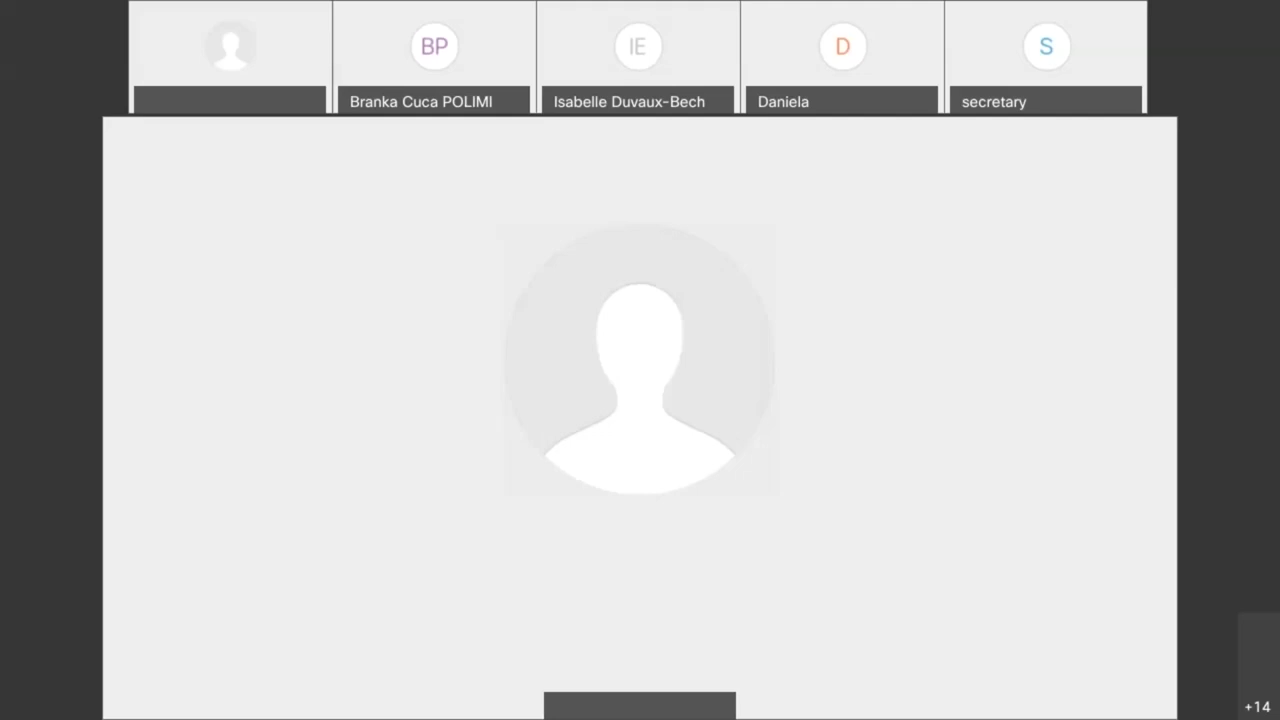 BP
IE
D
S
Branka Cuca POLIMI
Isabelle Duvaux-Bech
Daniela
secretary
+14